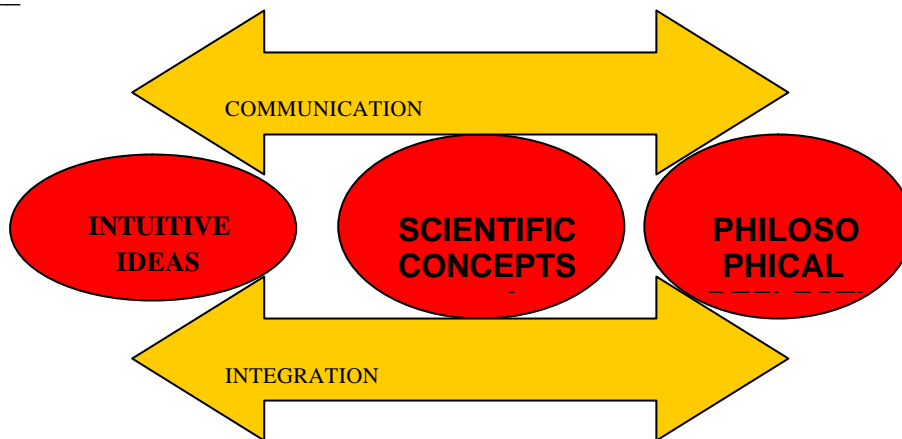 COMMUNICATION
INTUITIVE
IDEAS
SCIENTIFIC
CONCEPTS
PHILOSO
PHICAL
INTEGRATION